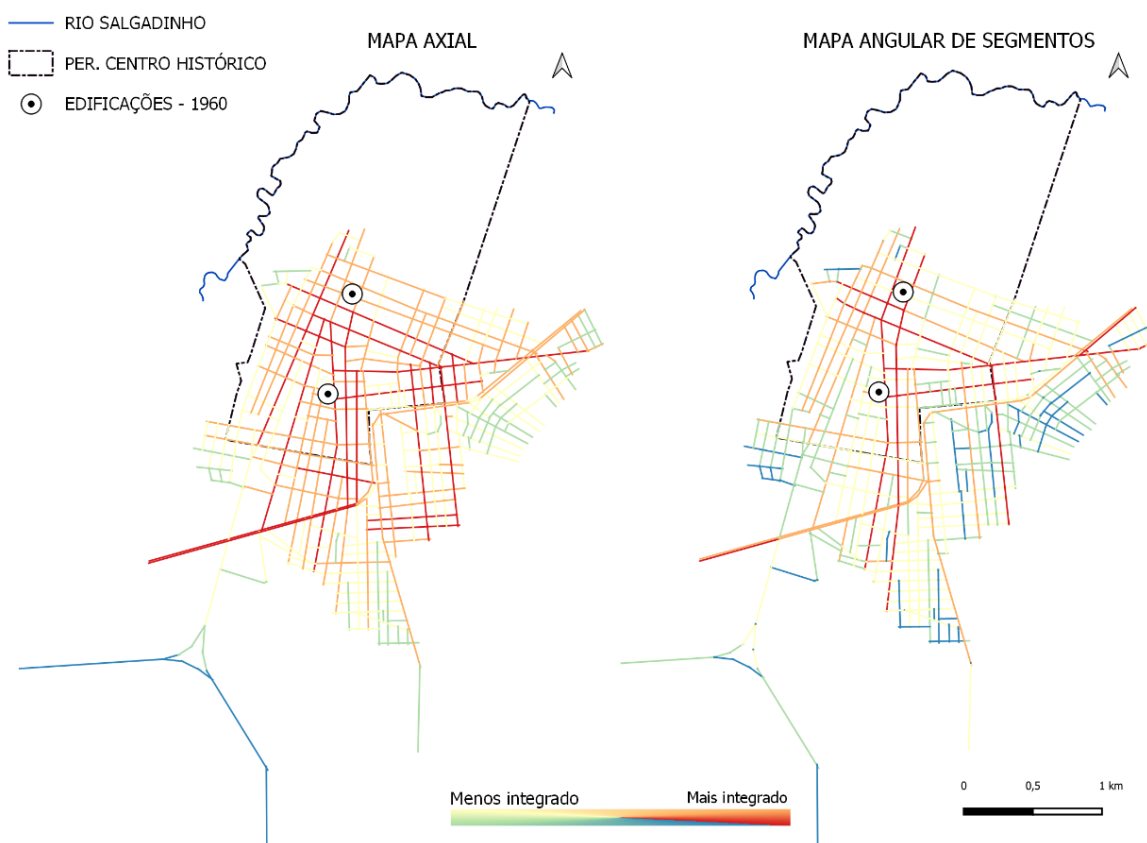 RIO SALGADINHO
PER. CENTRO HISTÓRICO
EDIFICAÇÕES - 1960
MAPA AXIAL
MAPA ANGULAR DE SEGMENTOS
Menos integrado
Mais integrado
0 0,5 1 km